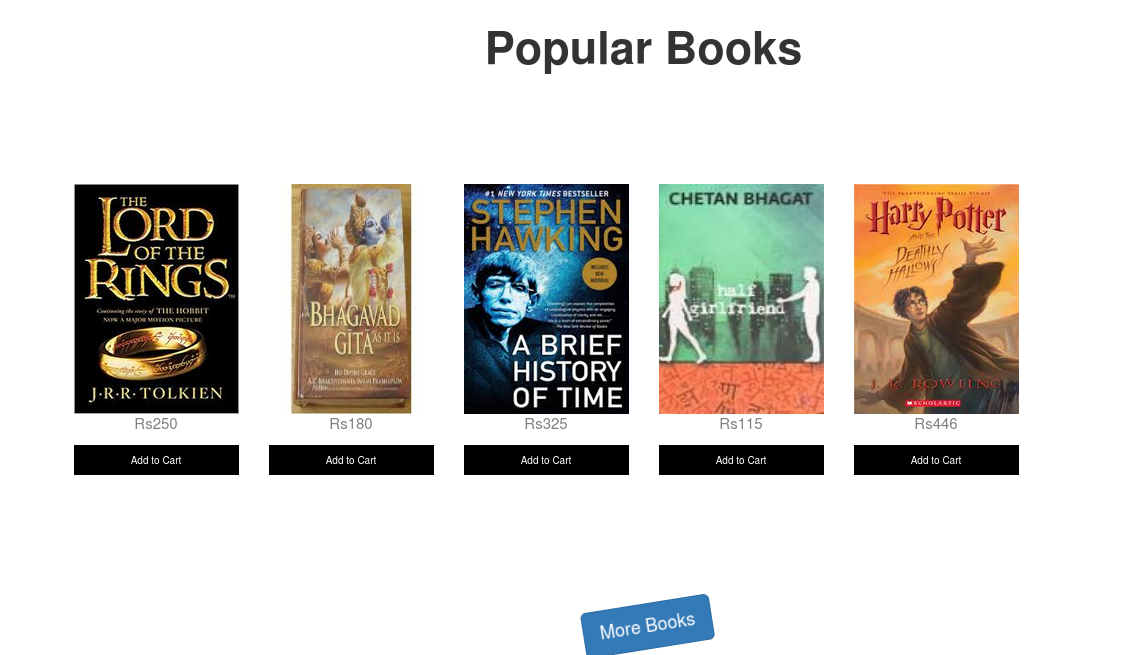 Popular Books
THE
LORD
OF THE
RINGS
Continuing the story of THE HOBBIT
NOW A MAJOR MOTION PICTURE
J·R·R·TOLKIEN
Rs250
Add to Cart
BHAGAVAD
GĪTĀ AS IT IS
HIS DIVINE GRACE
A.C. BHAKTIVEDANTA SWAMI PRABHUPĀDA
Rs180
Add to Cart
#1 NEW YORK TIMES BESTSELLER
STEPHEN
HAWKING
INCLUDES
NEW
MATERIAL
A BRIEF
HISTORY
OF TIME
Rs325
Add to Cart
CHETAN BHAGAT
half
girlfriend
Rs115
Add to Cart
Harry Potter
AND THE
DEATHLY
HALLOWS
J. K. ROWLING
SCHOLASTIC
Rs446
Add to Cart
More Books